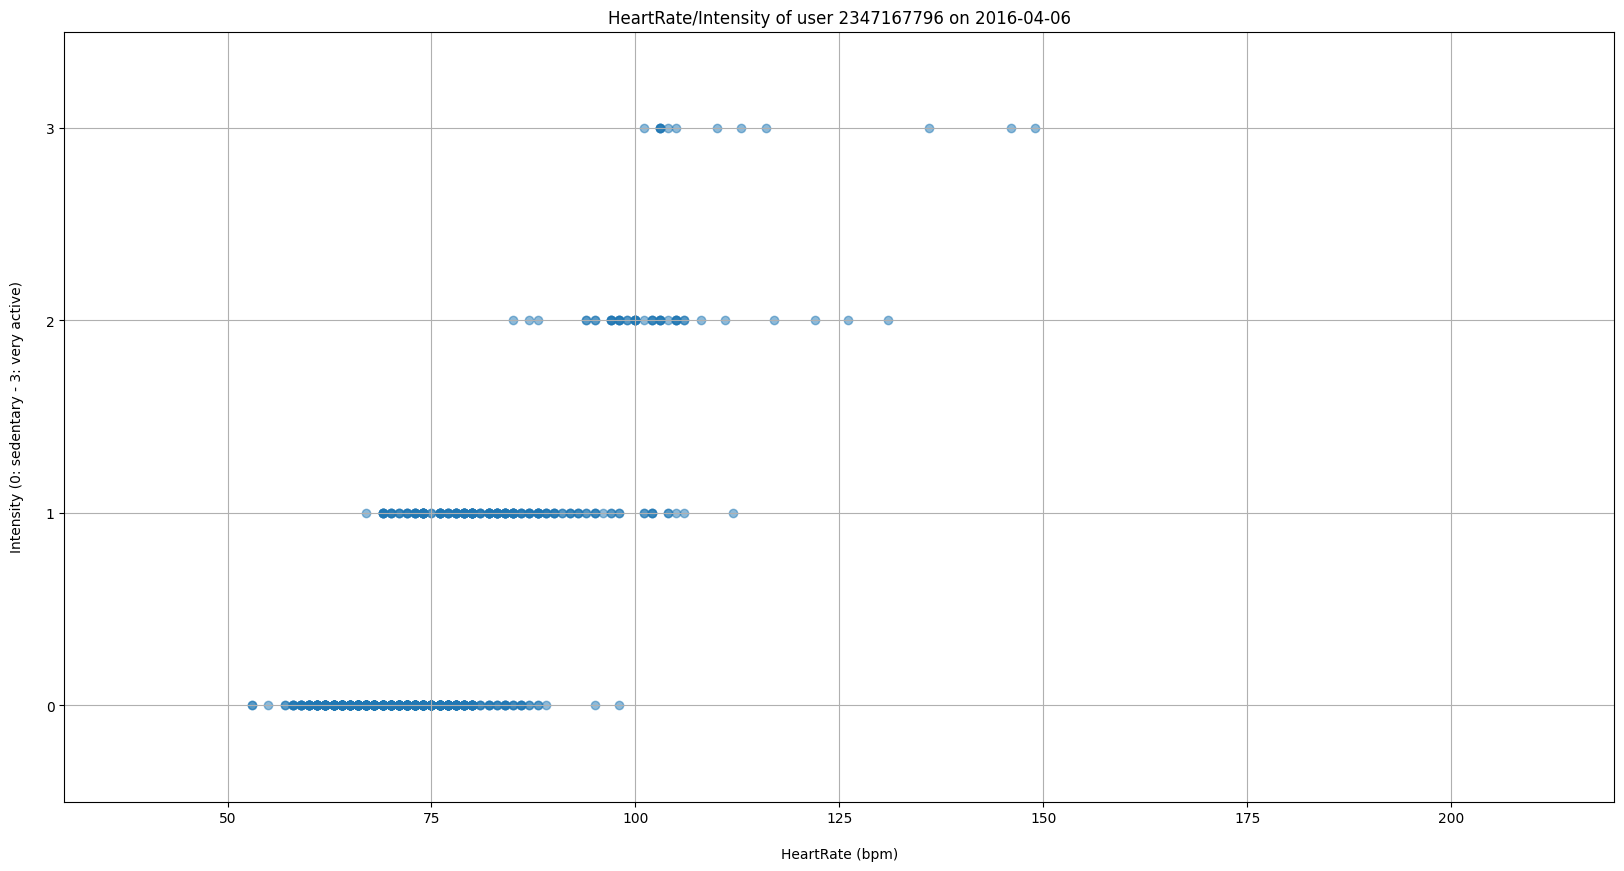 HeartRate/Intensity of user 2347167796 on 2016-04-06
3
2
1
0
Intensity (0: sedentary - 3: very active)
50 75 100 125 150 175 200
HeartRate (bpm)